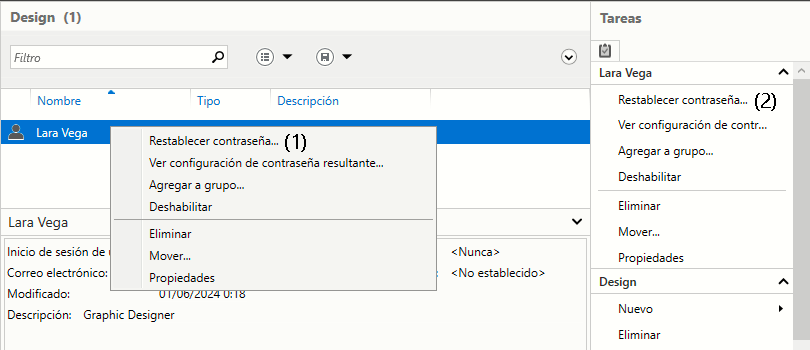 Design (1)
Filtro
Nombre Tipo Descripción
Lara Vega
Restablecer contraseña... (1)
Ver configuración de contraseña resultante...
Agregar a grupo...
Deshabilitar
Eliminar
Mover...
Propiedades
Lara Vega
Inicio de sesión de <Nunca>
Correo electrónico: <No establecido>
Modificado: 01/06/2024 0:18
Descripción: Graphic Designer
Tareas
Lara Vega
Restablecer contraseña... (2)
Ver configuración de contr...
Agregar a grupo...
Deshabilitar
Eliminar
Mover...
Propiedades
Design
Nuevo
Eliminar